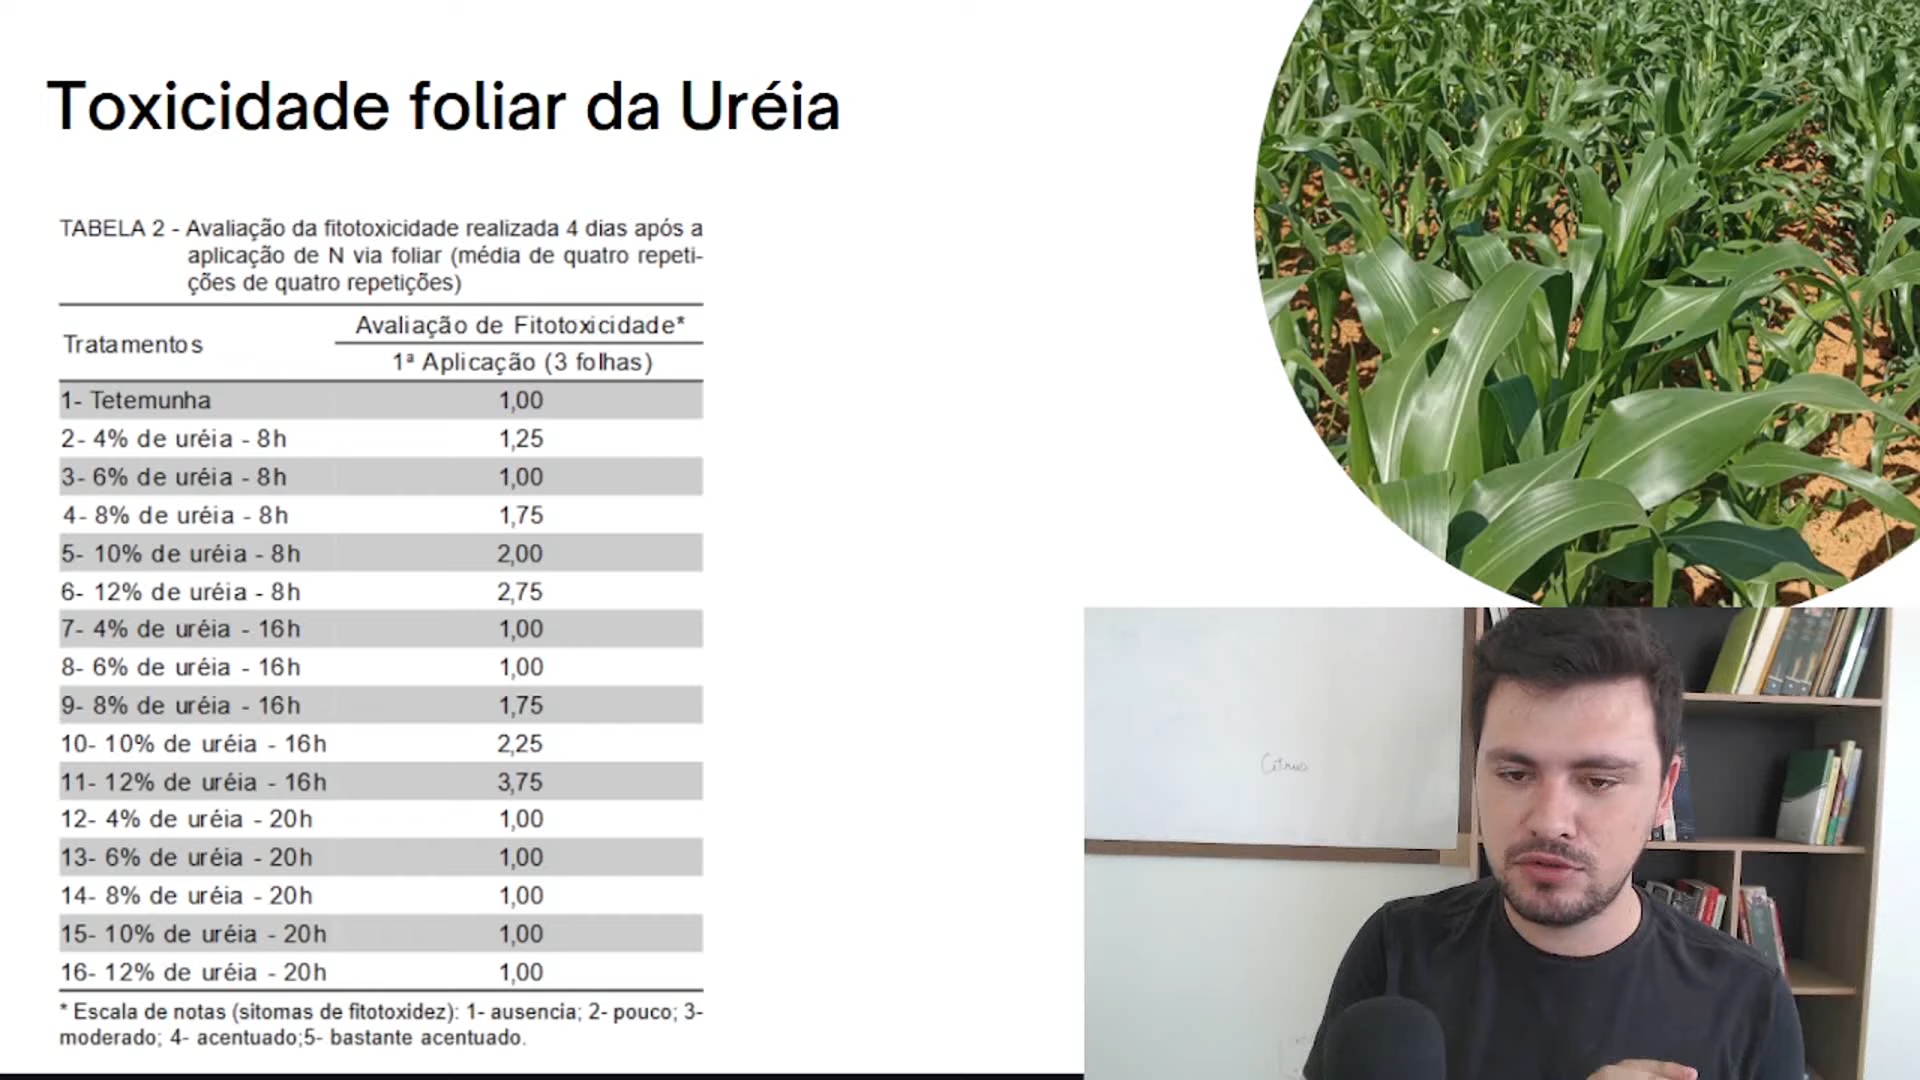 Toxicidade foliar da Uréia
TABELA 2 - Avaliação da fitotoxicidade realizada 4 dias após a
aplicação de N via foliar (média de quatro repeti-
ções de quatro repetições)
Tratamentos
Avaliação de Fitotoxicidade*
1ª Aplicação (3 folhas)
1- Tetemunha 1,00
2- 4% de uréia - 8h 1,25
3- 6% de uréia - 8h 1,00
4- 8% de uréia - 8h 1,75
5- 10% de uréia - 8h 2,00
6- 12% de uréia - 8h 2,75
7- 4% de uréia - 16h 1,00
8- 6% de uréia - 16h 1,00
9- 8% de uréia - 16h 1,75
10- 10% de uréia - 16h 2,25
11- 12% de uréia - 16h 3,75
12- 4% de uréia - 20h 1,00
13- 6% de uréia - 20h 1,00
14- 8% de uréia - 20h 1,00
15- 10% de uréia - 20h 1,00
16- 12% de uréia - 20h 1,00
* Escala de notas (sitomas de fitotoxidez): 1- ausencia; 2- pouco; 3-
moderado; 4- acentuado;5- bastante acentuado.
Citrus